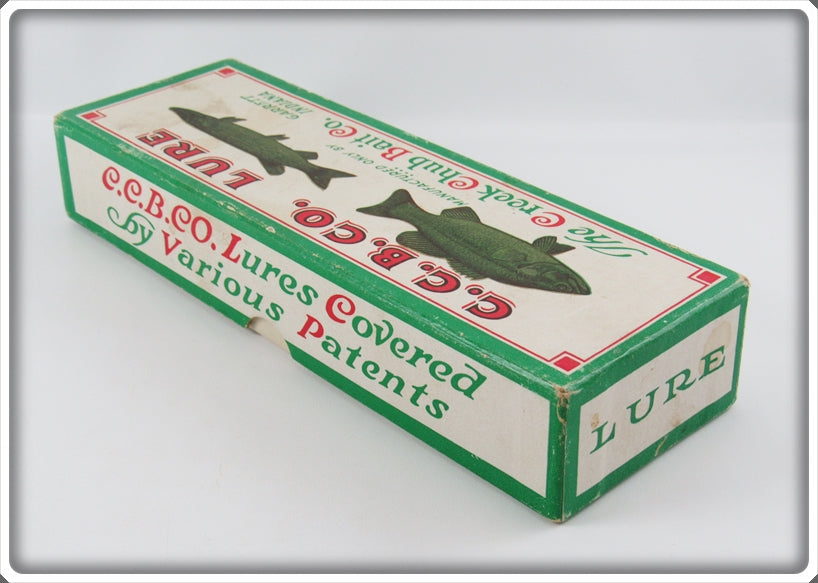 C.C.B.CO. LURE
MANUFACTURED ONLY BY
The Creek Chub Bait Co.
GARRETT
INDIANA
C.C.B.CO. Lures Covered
by Various Patents
LURE